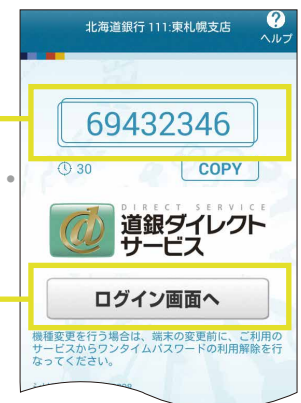 北海道銀行 111:東札幌支店
?
ヘルプ
69432346
30
COPY
DIRECT SERVICE
道銀ダイレクト
サービス
ログイン画面へ
機種変更を行う場合は、端末の変更前に、ご利用の
サービスからワンタイムパスワードの利用解除を行
なってください。